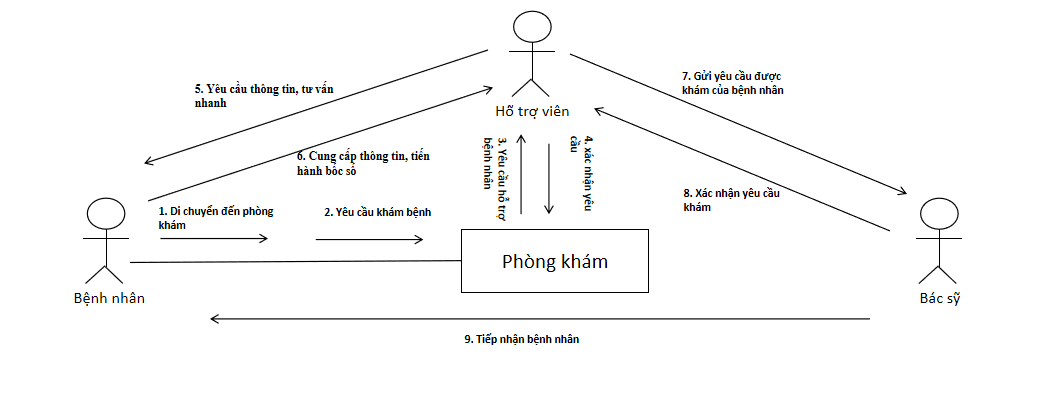 Hỗ trợ viên
5. Yêu cầu thông tin, tư vấn
nhanh
7. Gửi yêu cầu được
khám của bệnh nhân
6. Cung cấp thông tin, tiến
hành bốc số
3. Yêu cầu hỗ trợ
bệnh nhân
4. xác nhận yêu
cầu
8. Xác nhận yêu cầu
khám
1. Di chuyển đến phòng
khám
2. Yêu cầu khám bệnh
Phòng khám
Bệnh nhân
Bác sỹ
9. Tiếp nhận bệnh nhân